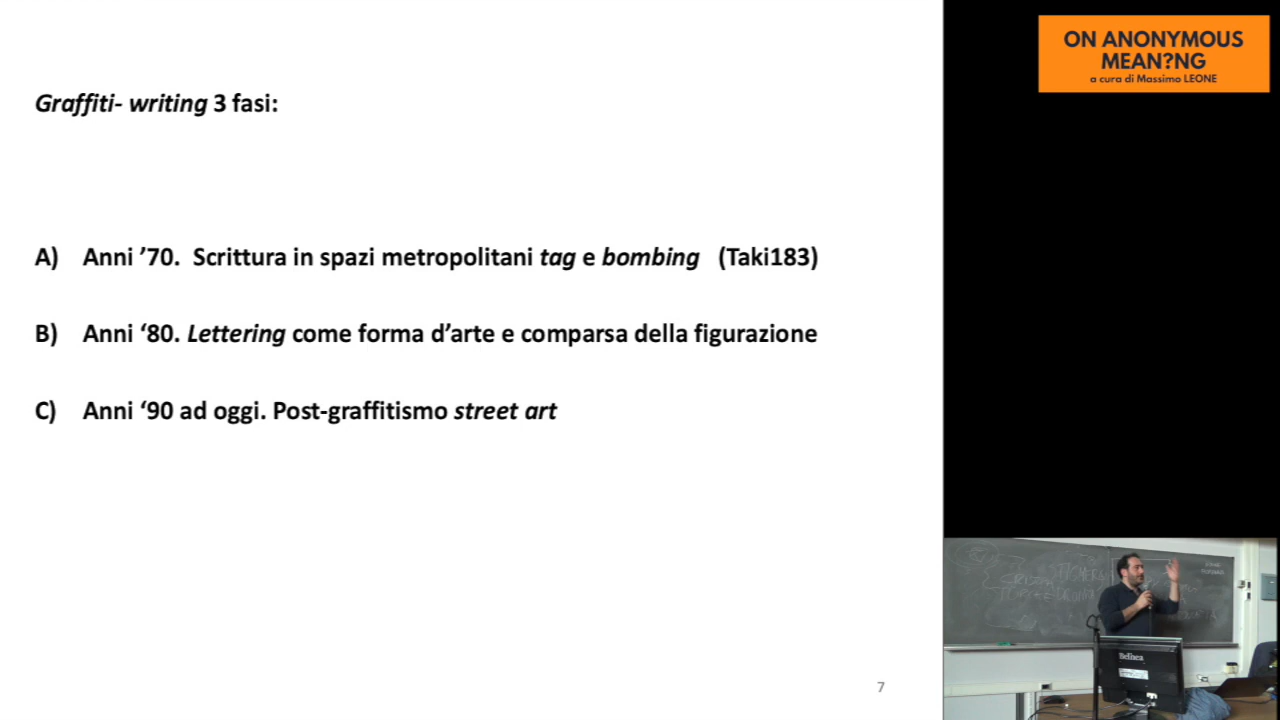 Graffiti- writing 3 fasi:
A) Anni ’70. Scrittura in spazi metropolitani tag e bombing (Taki183)
B) Anni ‘80. Lettering come forma d’arte e comparsa della figurazione
C) Anni ‘90 ad oggi. Post-graffitismo street art
7
ON ANONYMOUS
MEAN?NG
a cura di Massimo LEONE
Belinea